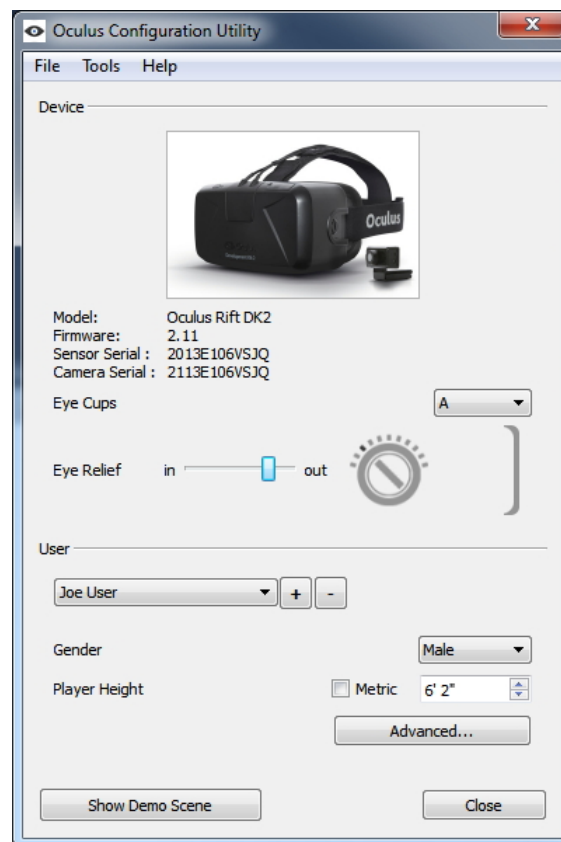 Oculus Configuration Utility
File Tools Help
Device
Oculus
Model: Oculus Rift DK2
Firmware: 2.11
Sensor Serial : 2013E106VSJQ
Camera Serial : 2113E106VSJQ
Eye Cups A
Eye Relief in out
User
Joe User + -
Gender Male
Player Height Metric 6' 2"
Advanced...
Show Demo Scene Close